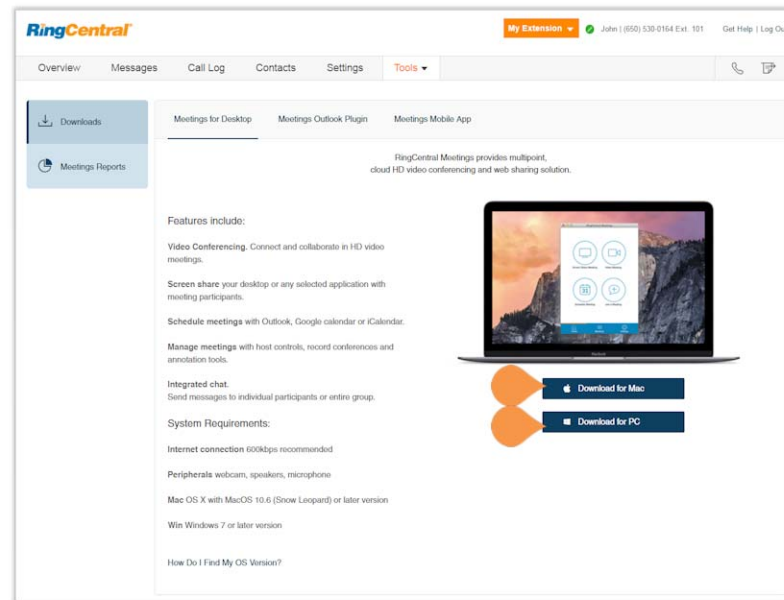 RingCentral
My Extension
John | (650) 530-0164 Ext. 101
Get Help | Log Ou
Overview
Messages
Call Log
Contacts
Settings
Tools
Downloads
Meetings Reports
Meetings for Desktop
Meetings Outlook Plugin
Meetings Mobile App
RingCentral Meetings provides multipoint,
cloud HD video conferencing and web sharing solution.
Features include:
Video Conferencing. Connect and collaborate in HD video
meetings.
Screen share your desktop or any selected application with
meeting participants.
Schedule meetings with Outlook, Google calendar or iCalendar.
Manage meetings with host controls, record conferences and
annotation tools.
Integrated chat.
Send messages to individual participants or entire group.
System Requirements:
Internet connection 600kbps recommended
Peripherals webcam, speakers, microphone
Mac OS X with MacOS 10.6 (Snow Leopard) or later version
Win Windows 7 or later version
How Do I Find My OS Version?
Download for Mac
Download for PC